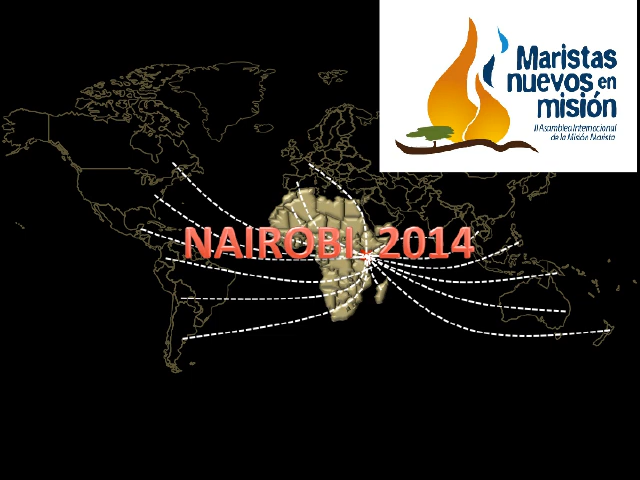 Maristas
nuevos en
misión
II Asamblea Internacional
de la Misión Marista
NAIROBI, 2014